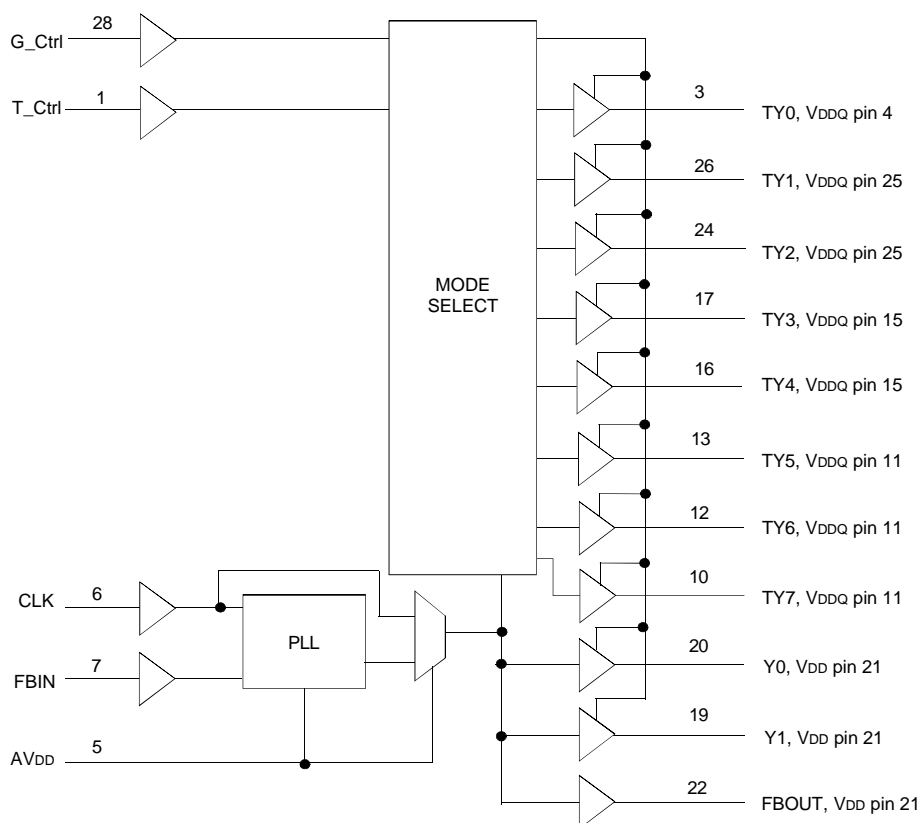 28
G_Ctrl
1
T_Ctrl
3
TY0, VDDQ pin 4
26
TY1, VDDQ pin 25
24
TY2, VDDQ pin 25
MODE
SELECT
17
TY3, VDDQ pin 15
16
TY4, VDDQ pin 15
13
TY5, VDDQ pin 11
12
TY6, VDDQ pin 11
10
TY7, VDDQ pin 11
CLK
6
PLL
20
Y0, VDD pin 21
FBIN
7
19
Y1, VDD pin 21
AVDD
5
22
FBOUT, VDD pin 21